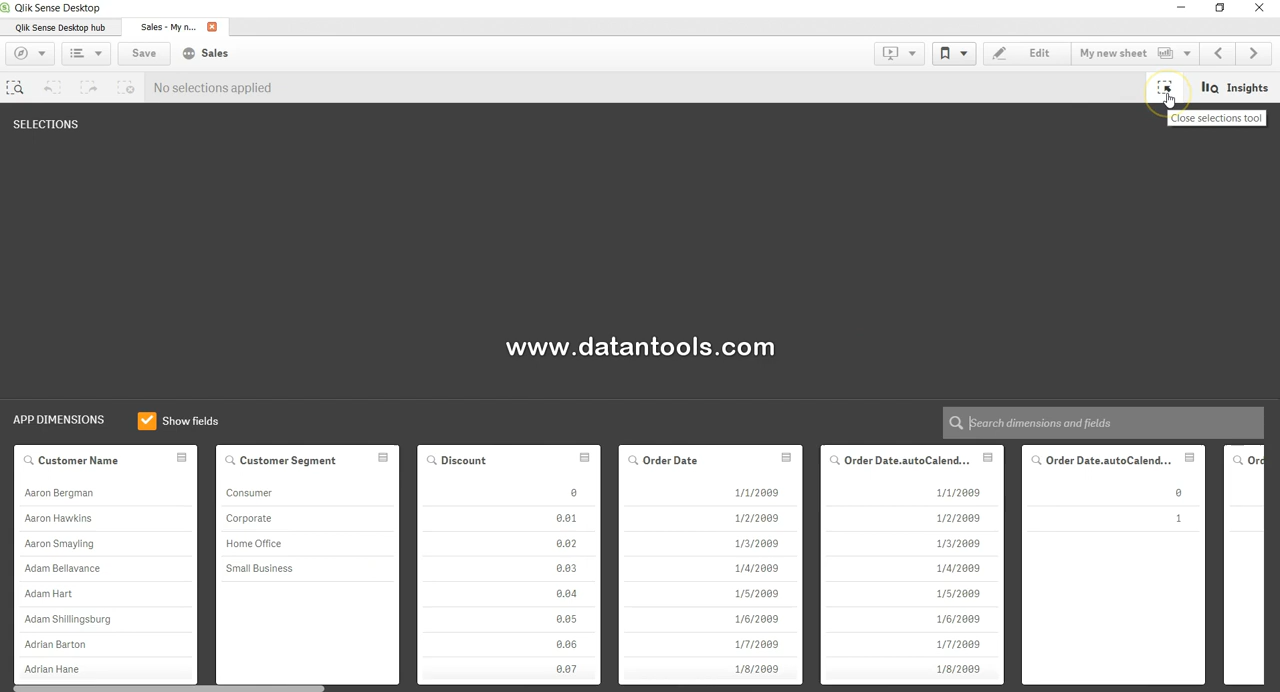 Qlik Sense Desktop
Qlik Sense Desktop hub
Sales - My n...
Save
Sales
Edit
My new sheet
No selections applied
Insights
Close selections tool
SELECTIONS
www.datantools.com
APP DIMENSIONS
Show fields
Search dimensions and fields
Customer Name
Aaron Bergman
Aaron Hawkins
Aaron Smayling
Adam Bellavance
Adam Hart
Adam Shillingsburg
Adrian Barton
Adrian Hane
Customer Segment
Consumer
Corporate
Home Office
Small Business
Discount
0
0.01
0.02
0.03
0.04
0.05
0.06
0.07
Order Date
1/1/2009
1/2/2009
1/3/2009
1/4/2009
1/5/2009
1/6/2009
1/7/2009
1/8/2009
Order Date.autoCalend...
1/1/2009
1/2/2009
1/3/2009
1/4/2009
1/5/2009
1/6/2009
1/7/2009
1/8/2009
Order Date.autoCalend...
0
1
Ord